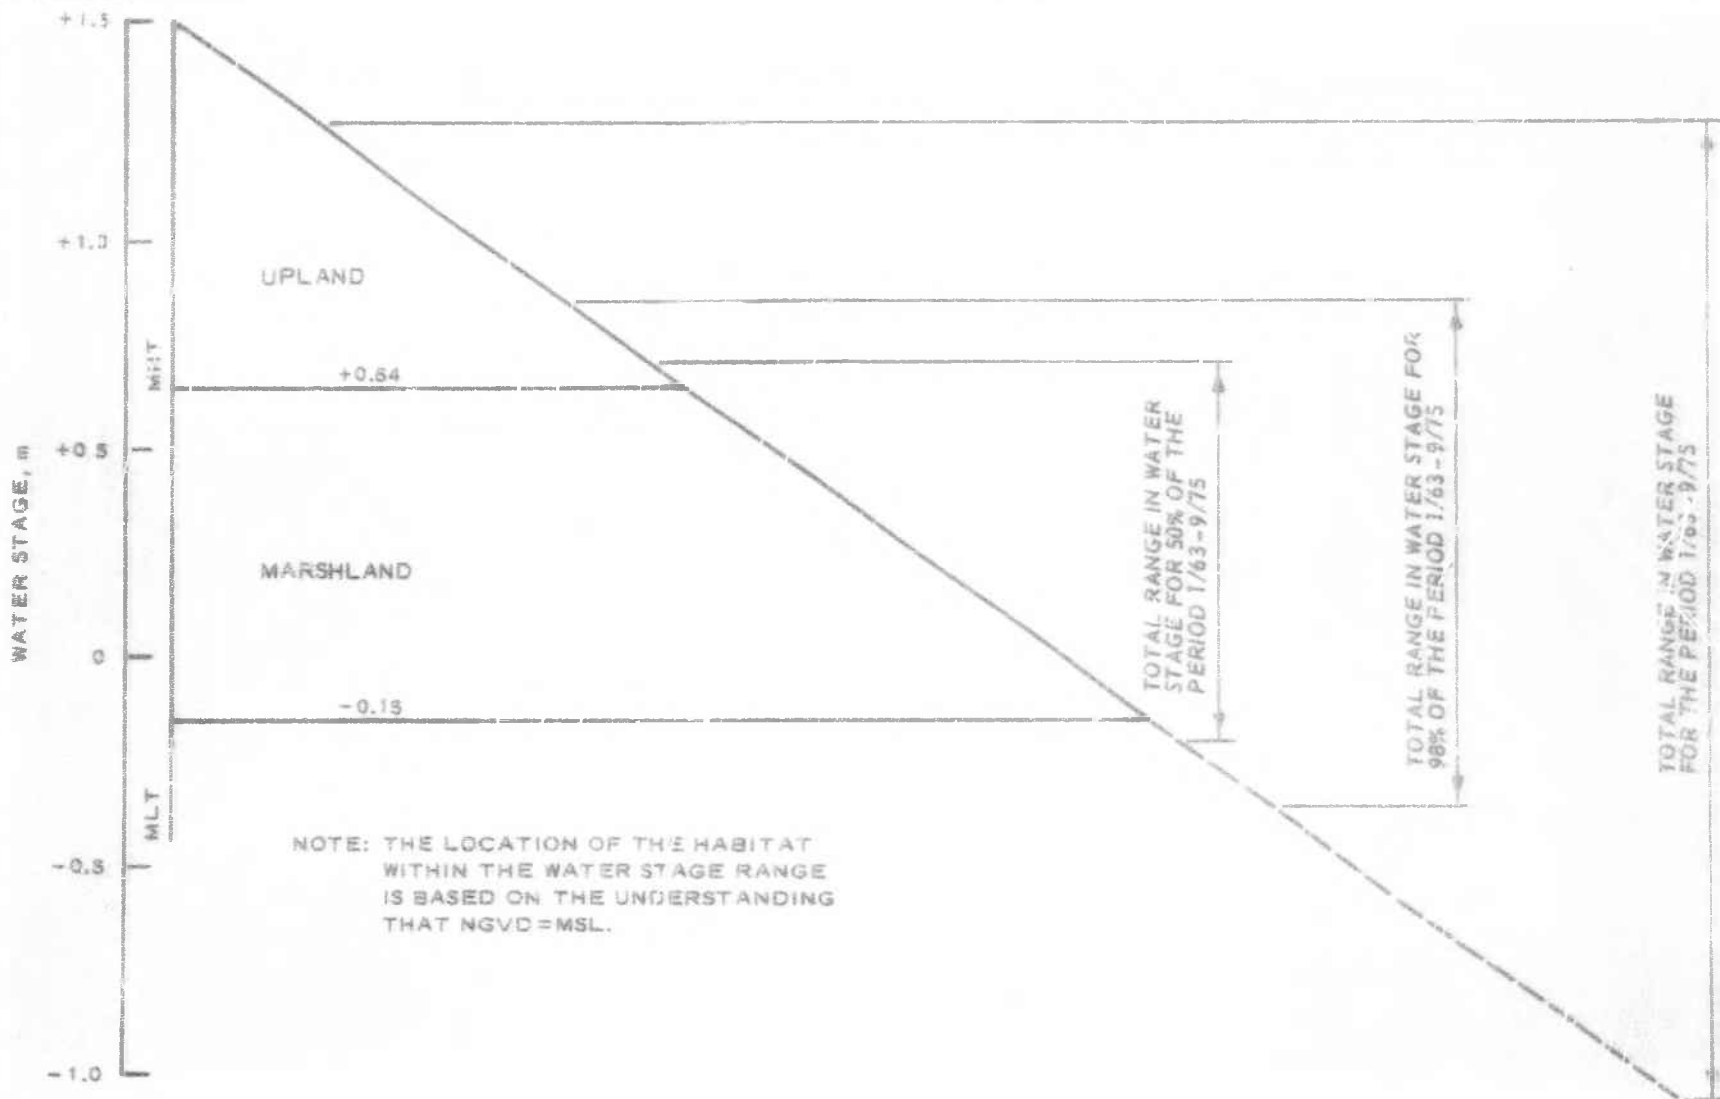 +1.5
+1.0
UPLAND
MHT
+0.64
+0.5
WATER STAGE, m
MARSHLAND
0
-0.15
MLT
-0.5
-1.0
NOTE: THE LOCATION OF THE HABITAT
WITHIN THE WATER STAGE RANGE
IS BASED ON THE UNDERSTANDING
THAT NGVD=MSL.
TOTAL RANGE IN WATER
STAGE FOR 50% OF THE
PERIOD 1/63-9/75
TOTAL RANGE IN WATER STAGE FOR
98% OF THE PERIOD 1/63-9/75
TOTAL RANGE IN WATER STAGE
FOR THE PERIOD 1/63-9/75